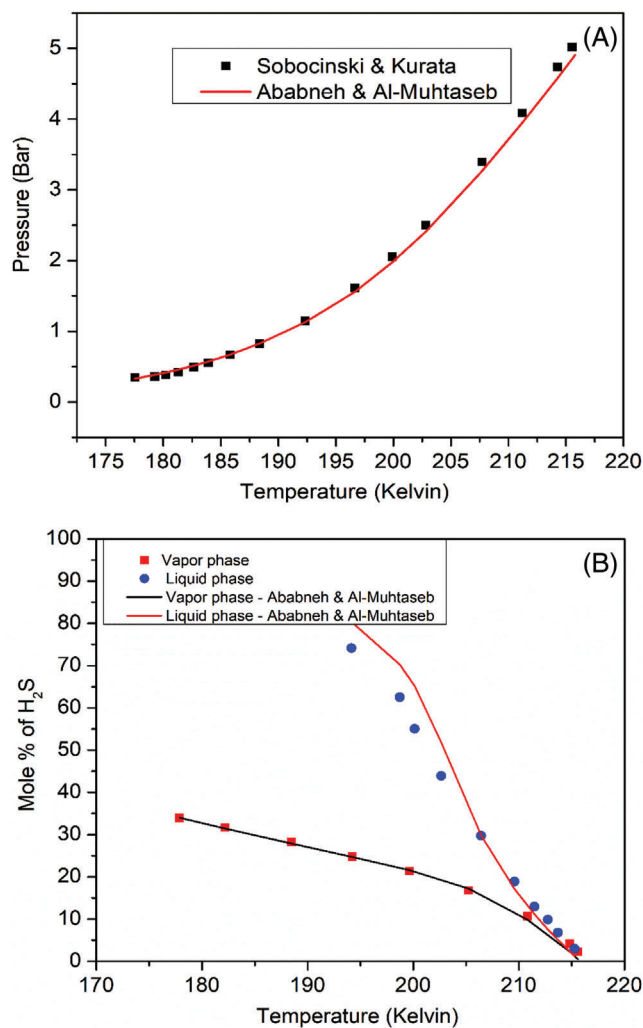 (A)
Sobocinski & Kurata
Ababneh & Al-Muhtaseb
Pressure (Bar)
5
4
3
2
1
0
175 180 185 190 195 200 205 210 215 220
Temperature (Kelvin)
(B)
Vapor phase
Liquid phase
Vapor phase - Ababneh & Al-Muhtaseb
Liquid phase - Ababneh & Al-Muhtaseb
Mole % of H₂S
100
90
80
70
60
50
40
30
20
10
0
170 180 190 200 210 220
Temperature (Kelvin)